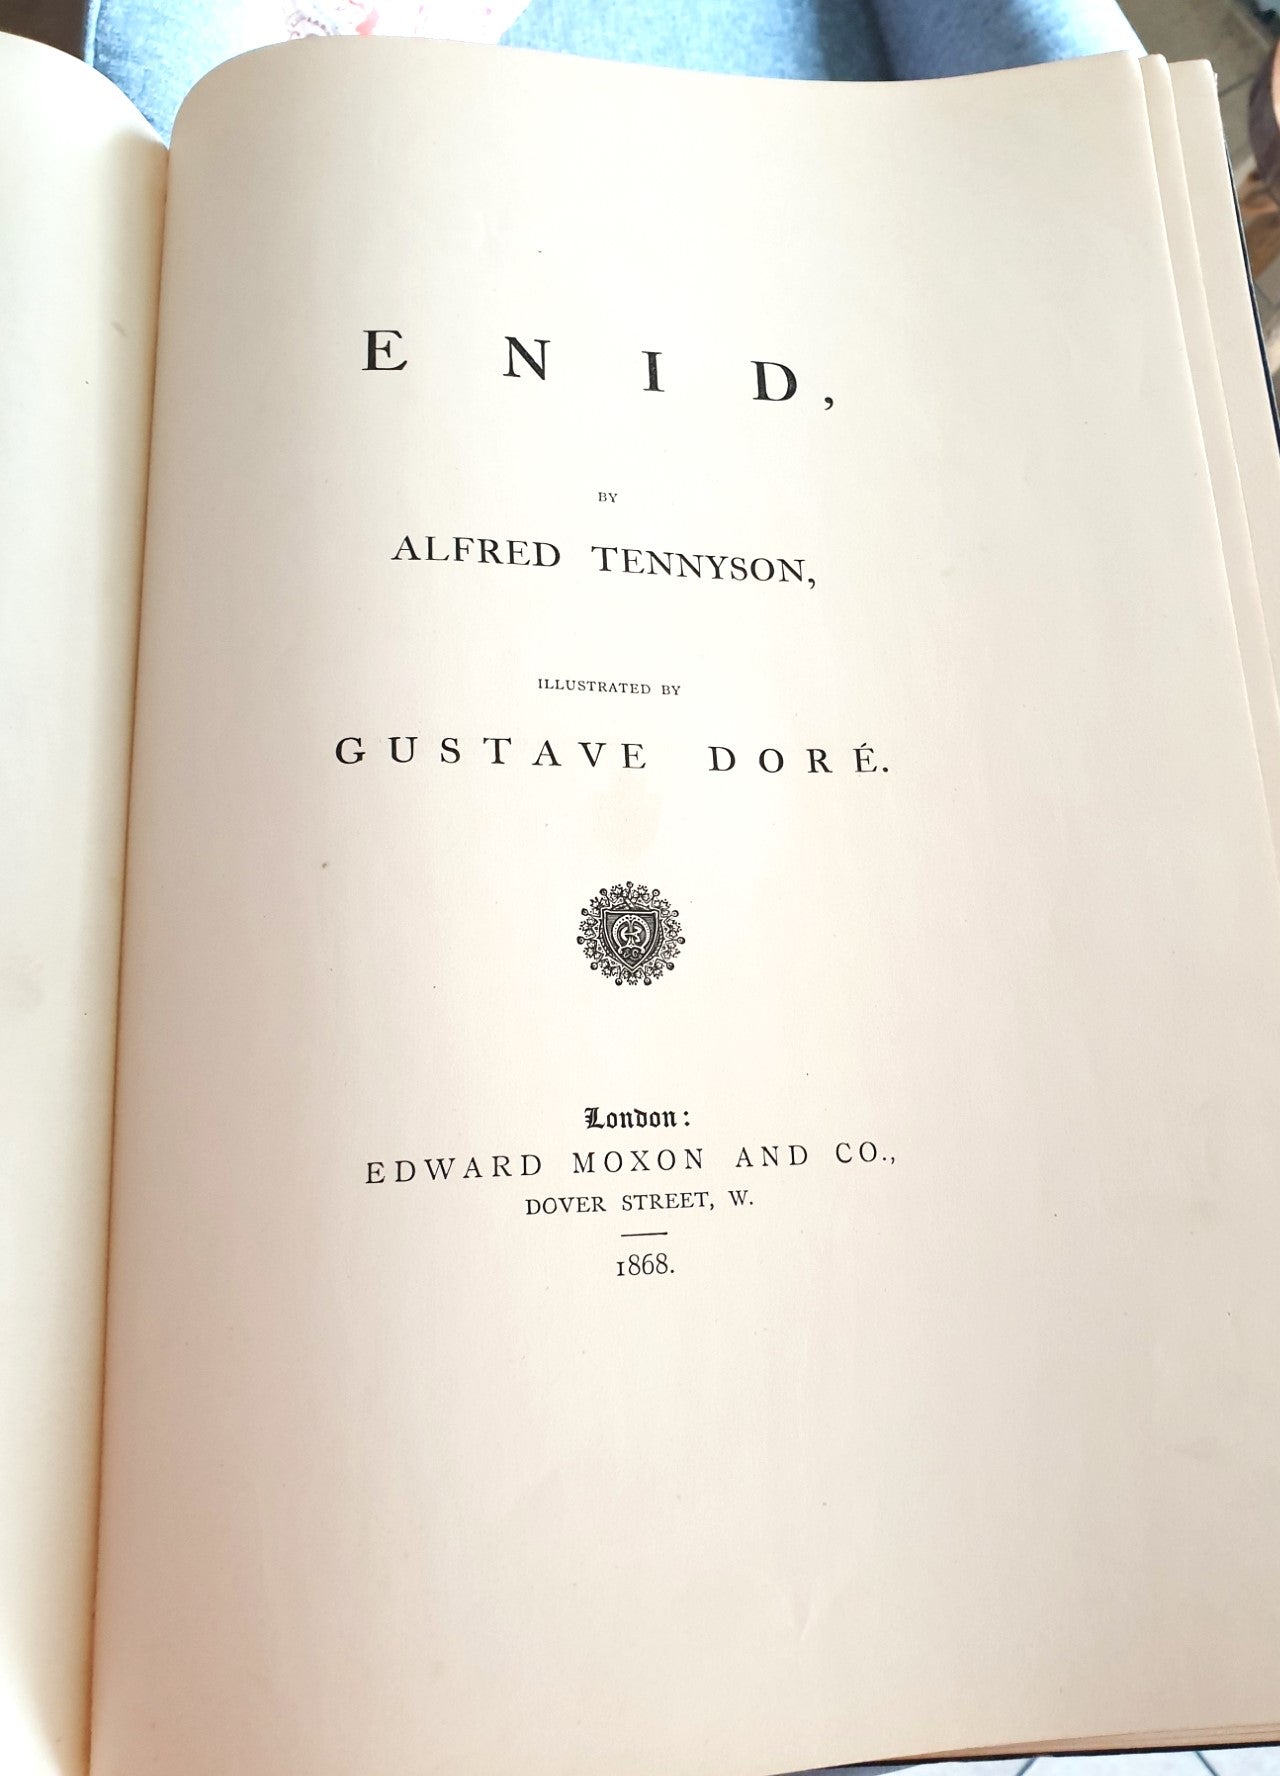 ENID,
BY
ALFRED TENNYSON,
ILLUSTRATED BY
GUSTAVE DORÉ.
London:
EDWARD MOXON AND CO.,
DOVER STREET, W.
1868.